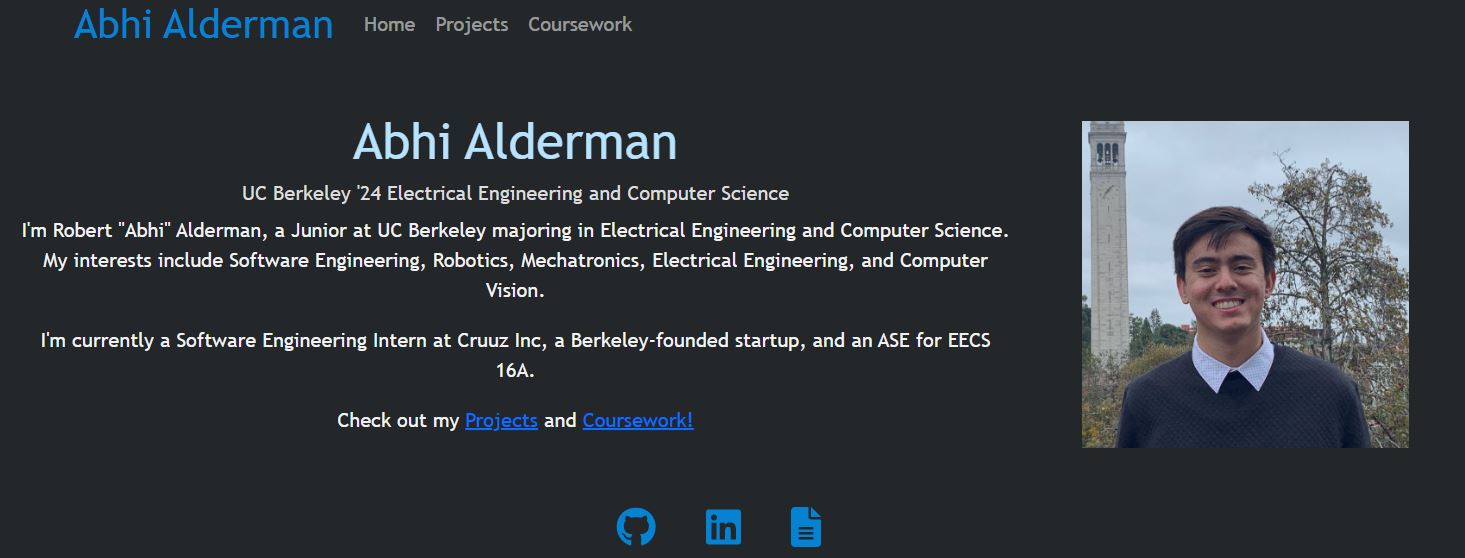 Abhi Alderman Home Projects Coursework
Abhi Alderman
UC Berkeley '24 Electrical Engineering and Computer Science
I'm Robert "Abhi" Alderman, a Junior at UC Berkeley majoring in Electrical Engineering and Computer Science.
My interests include Software Engineering, Robotics, Mechatronics, Electrical Engineering, and Computer
Vision.
I'm currently a Software Engineering Intern at Cruuz Inc, a Berkeley-founded startup, and an ASE for EECS
16A.
Check out my Projects and Coursework!
in